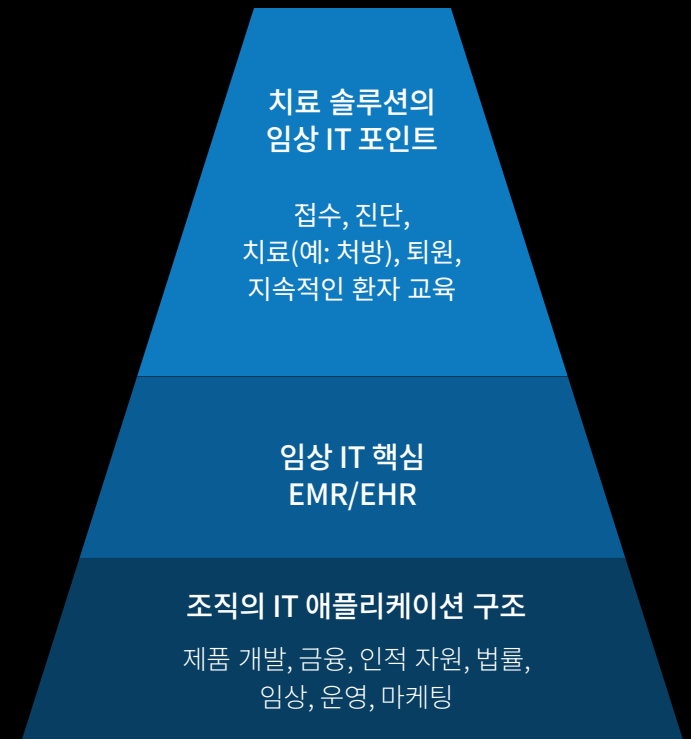 치료 솔루션의
임상 IT 포인트
접수, 진단,
치료(예: 처방), 퇴원,
지속적인 환자 교육
임상 IT 핵심
EMR/EHR
조직의 IT 애플리케이션 구조
제품 개발, 금융, 인적 자원, 법률,
임상, 운영, 마케팅